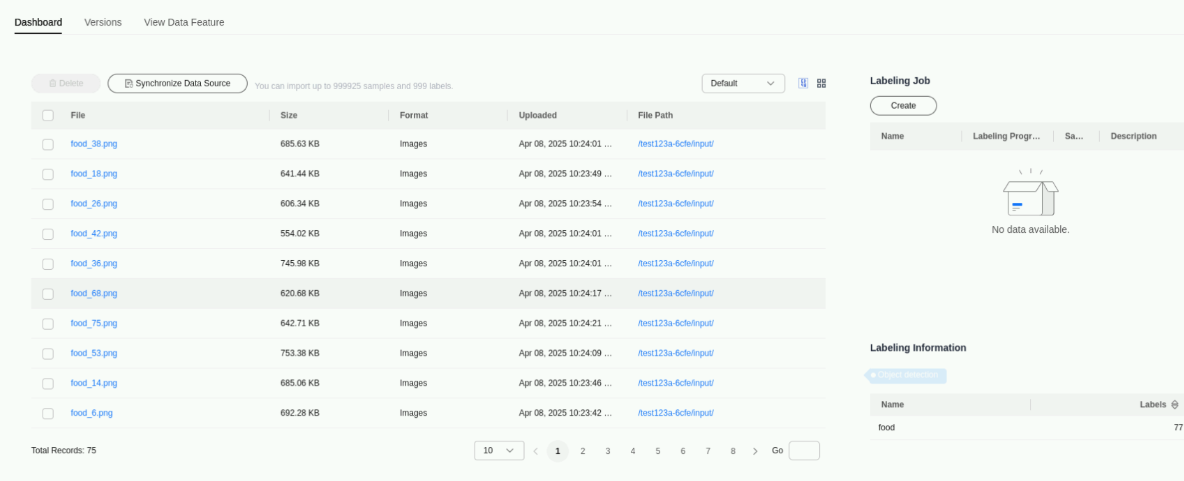 Dashboard Versions View Data Feature
Delete Synchronize Data Source You can import up to 999925 samples and 999 labels. Default
File Size Format Uploaded File Path
food_38.png 685.63 KB Images Apr 08, 2025 10:24:01 ... /test123a-6cfe/input/
food_18.png 641.44 KB Images Apr 08, 2025 10:23:49 ... /test123a-6cfe/input/
food_26.png 606.34 KB Images Apr 08, 2025 10:23:54 ... /test123a-6cfe/input/
food_42.png 554.02 KB Images Apr 08, 2025 10:24:01 ... /test123a-6cfe/input/
food_36.png 745.98 KB Images Apr 08, 2025 10:24:01 ... /test123a-6cfe/input/
food_68.png 620.68 KB Images Apr 08, 2025 10:24:17 ... /test123a-6cfe/input/
food_75.png 642.71 KB Images Apr 08, 2025 10:24:21 ... /test123a-6cfe/input/
food_53.png 753.38 KB Images Apr 08, 2025 10:24:09 ... /test123a-6cfe/input/
food_14.png 685.06 KB Images Apr 08, 2025 10:23:46 ... /test123a-6cfe/input/
food_6.png 692.28 KB Images Apr 08, 2025 10:23:42 ... /test123a-6cfe/input/
Total Records: 75 10 < 1 2 3 4 5 6 7 8 > Go
Labeling Job
Create
Name Labeling Progr... Sa... Description
No data available.
Labeling Information
Object detection
Name Labels
food 77